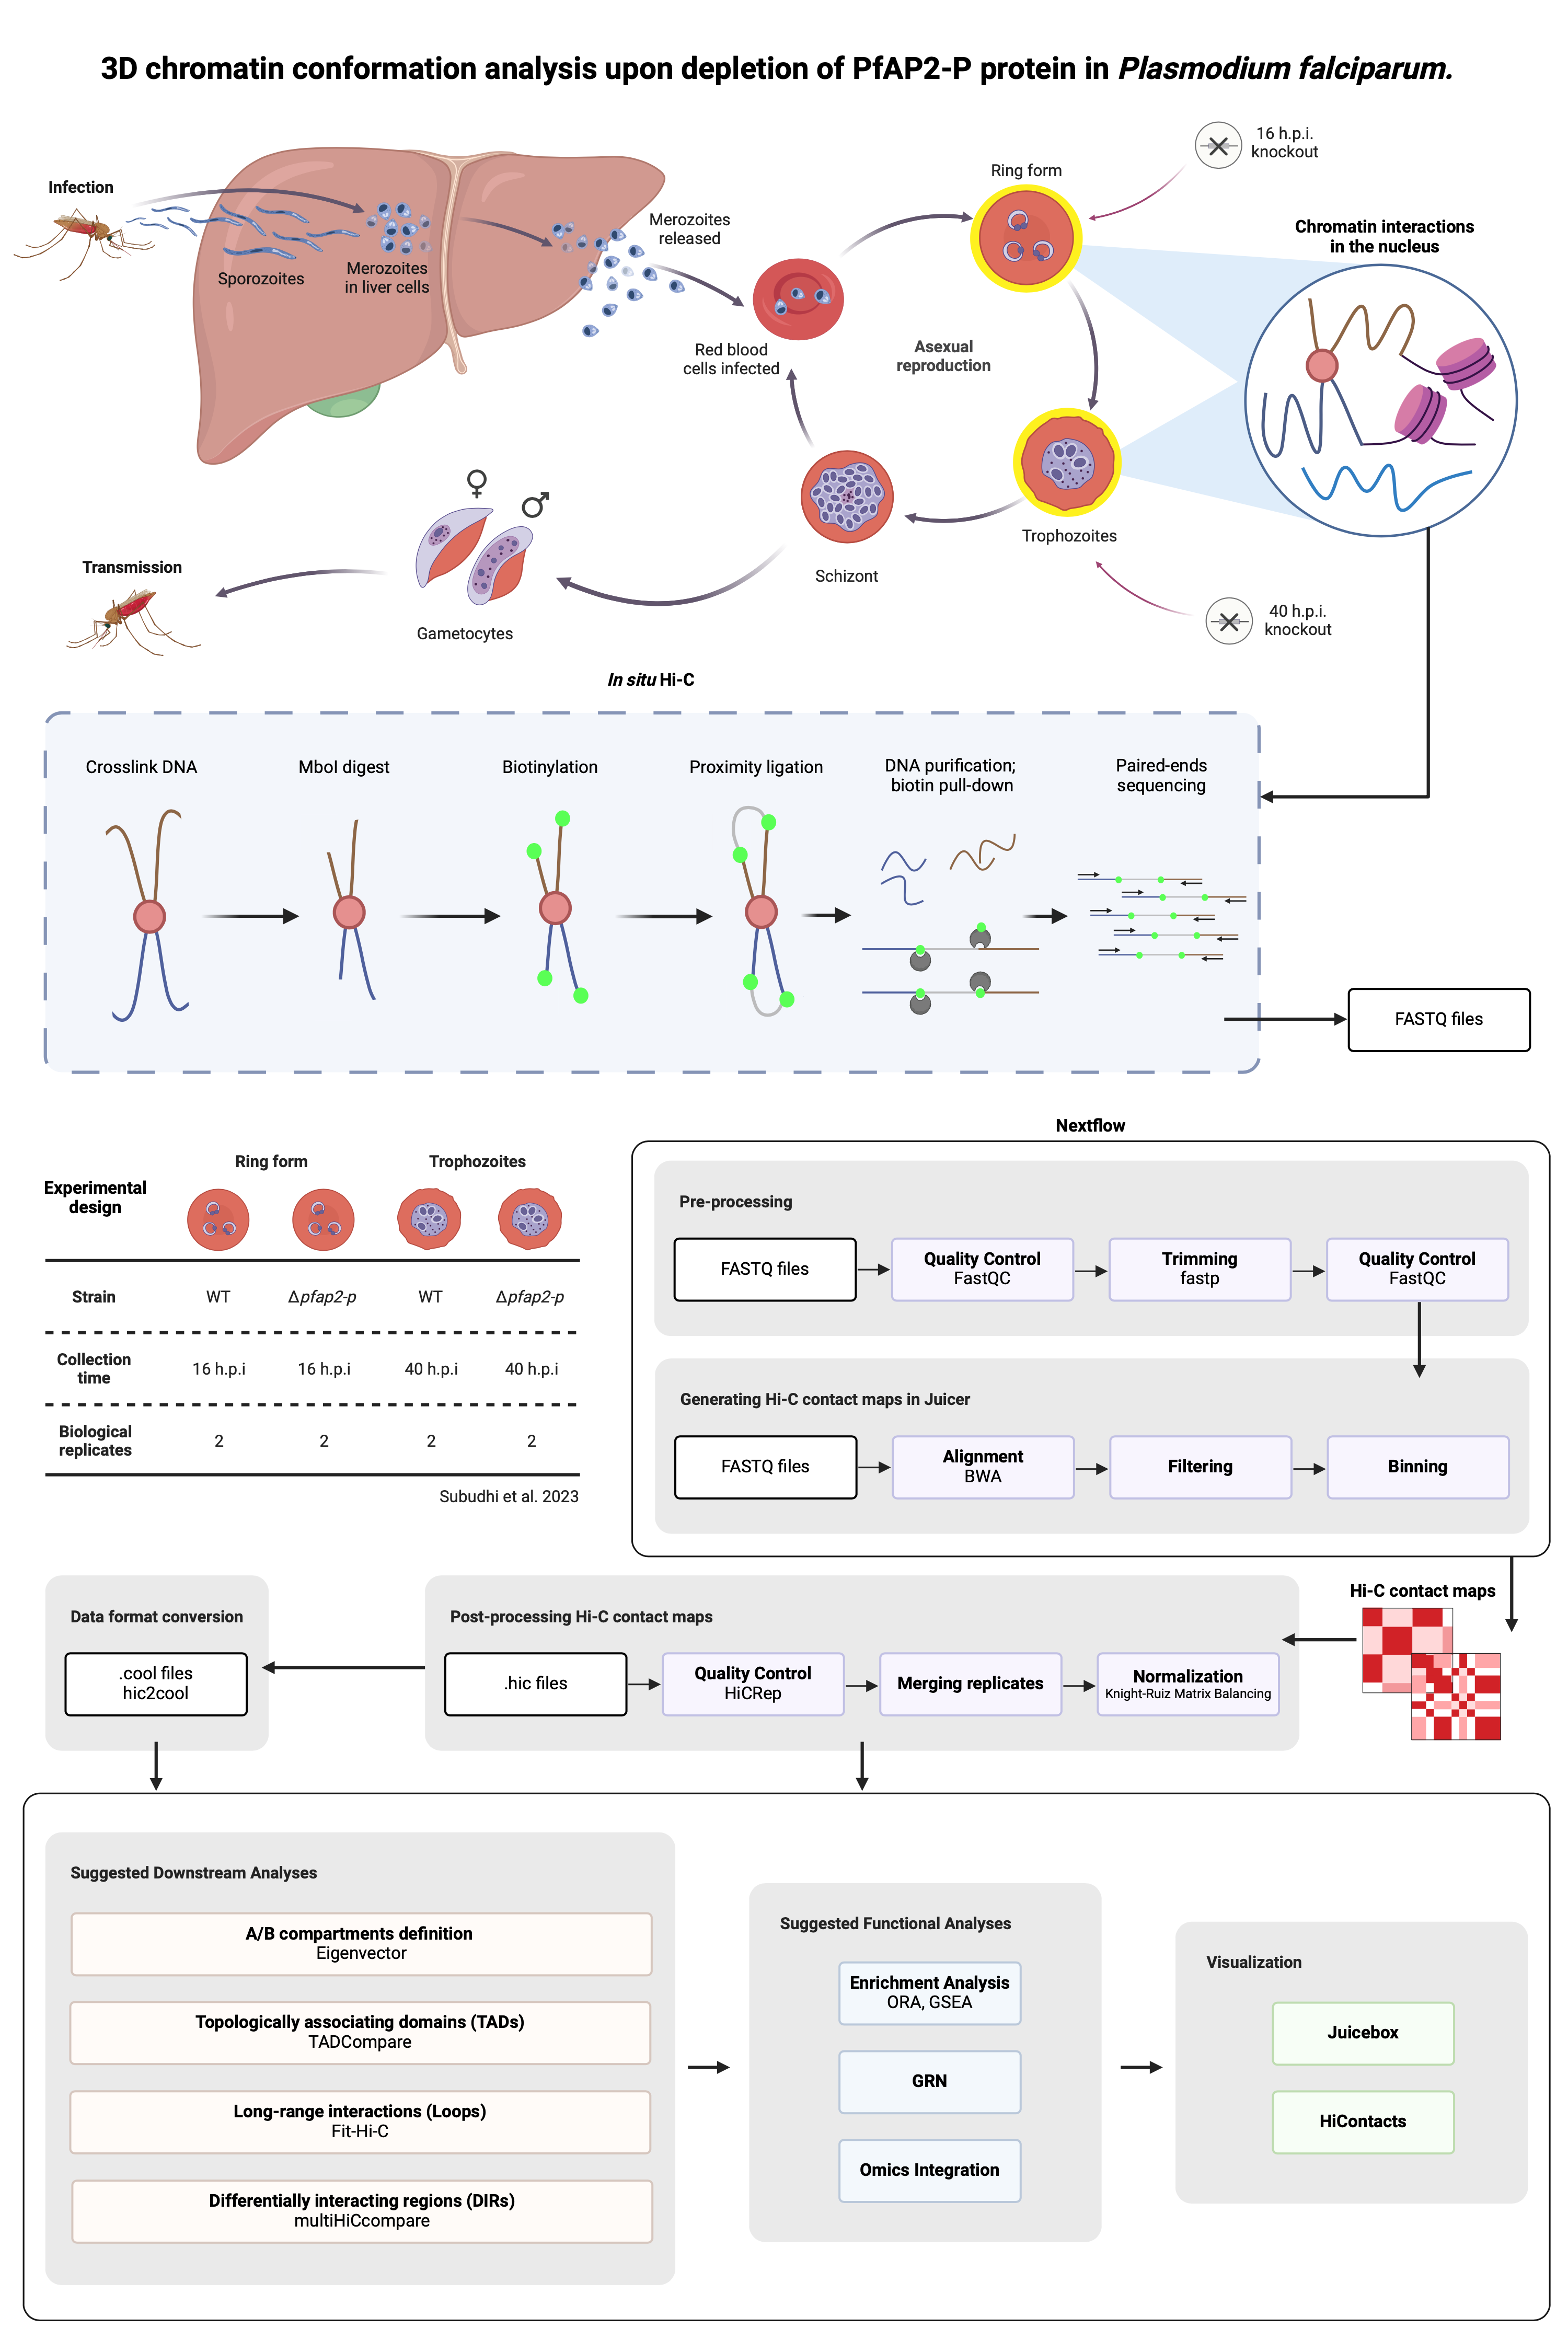 3D chromatin conformation analysis upon depletion of PfAP2-P protein in Plasmodium falciparum.
Infection
Sporozoites
Merozoites
in liver cells
Merozoites
released
Red blood
cells infected
Ring form
16 h.p.i.
knockout
Chromatin interactions
in the nucleus
Asexual
reproduction
Trophozoites
40 h.p.i.
knockout
Schizont
♀
♂
Gametocytes
Transmission
In situ Hi-C
Crosslink DNA
MboI digest
Biotinylation
Proximity ligation
DNA purification;
biotin pull-down
Paired-ends
sequencing
FASTQ files
Experimental
design
Ring form
Trophozoites
Strain
WT
Δpfap2-p
WT
Δpfap2-p
Collection
time
16 h.p.i
16 h.p.i
40 h.p.i
40 h.p.i
Biological
replicates
2
2
2
2
Subudhi et al. 2023
Nextflow
Pre-processing
FASTQ files
Quality Control
FastQC
Trimming
fastp
Quality Control
FastQC
Generating Hi-C contact maps in Juicer
FASTQ files
Alignment
BWA
Filtering
Binning
Hi-C contact maps
Post-processing Hi-C contact maps
.hic files
Quality Control
HiCRep
Merging replicates
Normalization
Knight-Ruiz Matrix Balancing
Data format conversion
.cool files
hic2cool
Suggested Downstream Analyses
A/B compartments definition
Eigenvector
Topologically associating domains (TADs)
TADCompare
Long-range interactions (Loops)
Fit-Hi-C
Differentially interacting regions (DIRs)
multiHiCcompare
Suggested Functional Analyses
Enrichment Analysis
ORA, GSEA
GRN
Omics Integration
Visualization
Juicebox
HiContacts